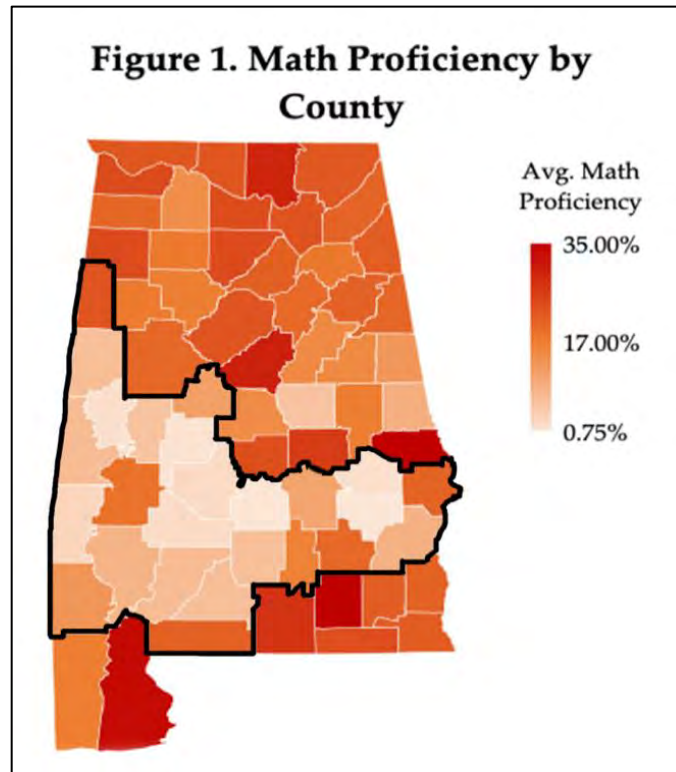 Figure 1. Math Proficiency by
County
Avg. Math
Proficiency
35.00%
17.00%
0.75%